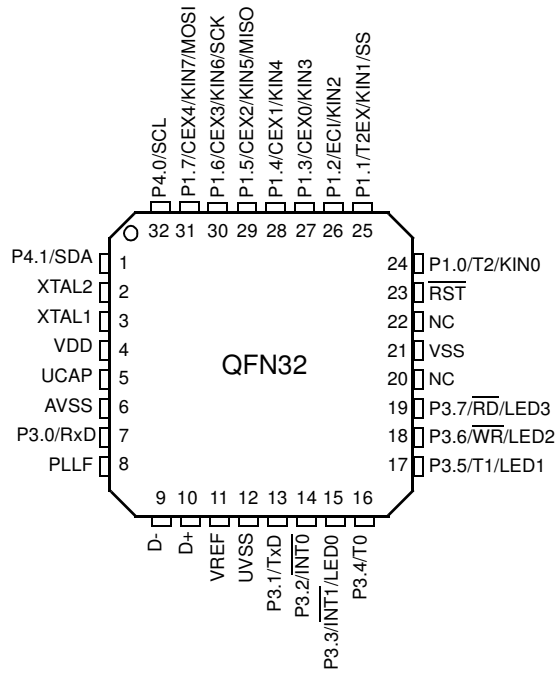 P4.0/SCL
P1.7/CEX4/KIN7/MOSI
P1.6/CEX3/KIN6/SCK
P1.5/CEX2/KIN5/MISO
P1.4/CEX1/KIN4
P1.3/CEX0/KIN3
P1.2/ECI/KIN2
P1.1/T2EX/KIN1/SS
32 31 30 29 28 27 26 25
P4.1/SDA 1
XTAL2 2
XTAL1 3
VDD 4
UCAP 5
AVSS 6
P3.0/RxD 7
PLLF 8
QFN32
24 P1.0/T2/KIN0
23 R̅S̅T̅
22 NC
21 VSS
20 NC
19 P3.7/R̅D̅/LED3
18 P3.6/W̅R̅/LED2
17 P3.5/T1/LED1
9 10 11 12 13 14 15 16
D-
D+
VREF
UVSS
P3.1/TxD
P3.2/I̅N̅T̅0̅
P3.3/I̅N̅T̅1̅/LED0
P3.4/T0